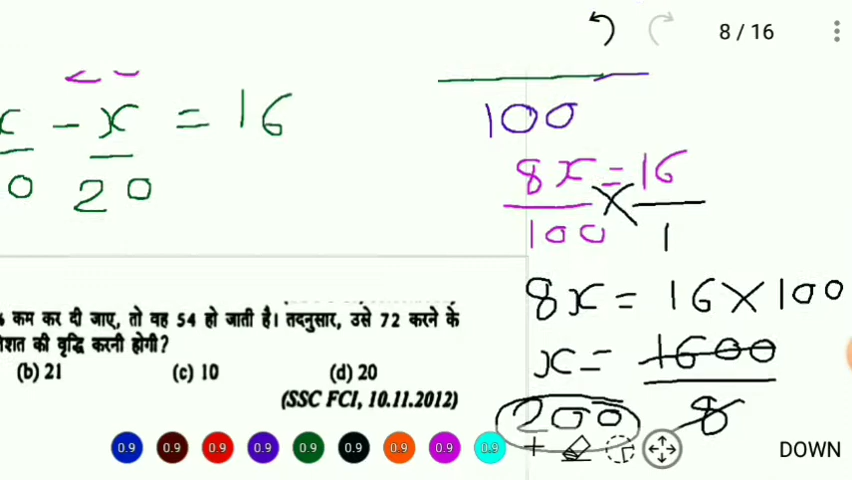 8 / 16
x/0 - x/20 = 16
100
8x/100 = 16/1
8x = 16 × 100
x = 1600/8
200
% कम कर दी जाए, तो वह 54 हो जाती है। तदनुसार, उसे 72 करने के
की वृद्धि करनी होगी?
(b) 21 (c) 10 (d) 20
(SSC FCI, 10.11.2012)
0.9 0.9 0.9 0.9 0.9 0.9 0.9 0.9 0.9
DOWN